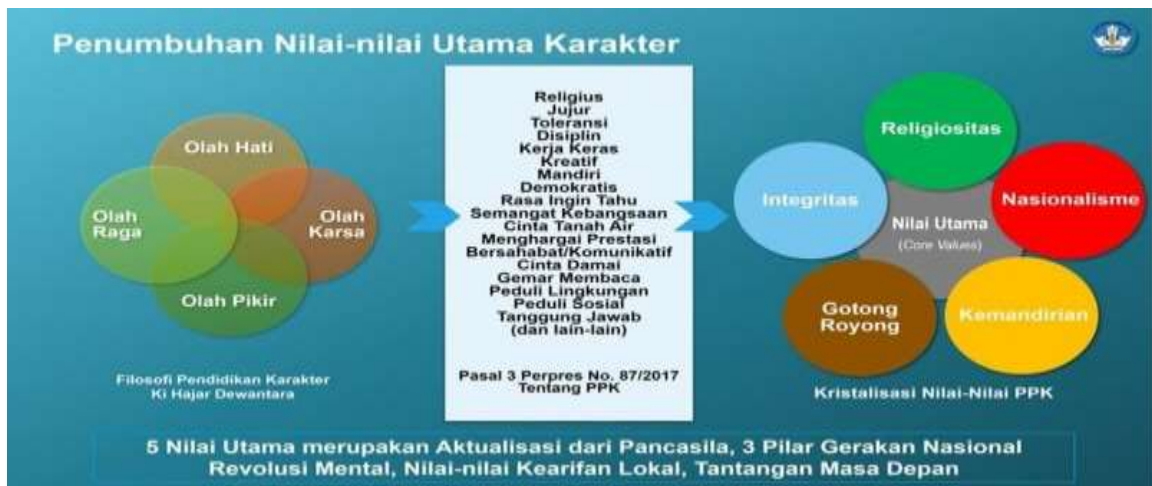 Penumbuhan Nilai-nilai Utama Karakter
Olah Hati
Olah
Raga
Olah
Karsa
Olah Pikir
Filosofi Pendidikan Karakter
Ki Hajar Dewantara
Religius
Jujur
Toleransi
Disiplin
Kerja Keras
Kreatif
Mandiri
Demokratis
Rasa Ingin Tahu
Semangat Kebangsaan
Cinta Tanah Air
Menghargai Prestasi
Bersahabat/Komunikatif
Cinta Damai
Gemar Membaca
Peduli Lingkungan
Peduli Sosial
Tanggung Jawab
(dan lain-lain)
Pasal 3 Perpres No. 87/2017
Tentang PPK
Religiositas
Integritas
Nasionalisme
Nilai Utama
(Core Values)
Gotong
Royong
Kemandirian
Kristalisasi Nilai-Nilai PPK
5 Nilai Utama merupakan Aktualisasi dari Pancasila, 3 Pilar Gerakan Nasional
Revolusi Mental, Nilai-nilai Kearifan Lokal, Tantangan Masa Depan